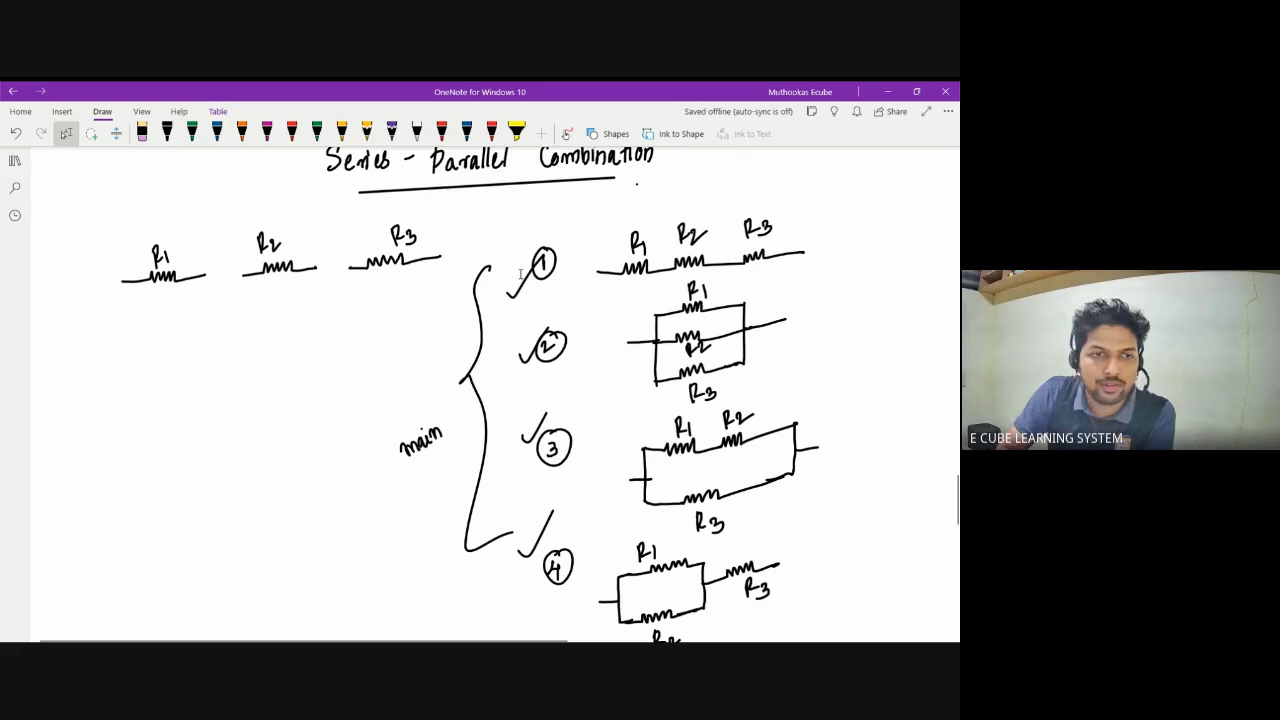 OneNote for Windows 10
Muthookas Ecube
Home Insert Draw View Help Table
Saved offline (auto-sync is off)
Share
Shapes
Ink to Shape
Ink to Text
Series - Parallel Combination
R1 R2 R3
main
1
R1 R2 R3
2
R1
R2
R3
3
R1 R2
R3
4
R1
R3
R2
E CUBE LEARNING SYSTEM